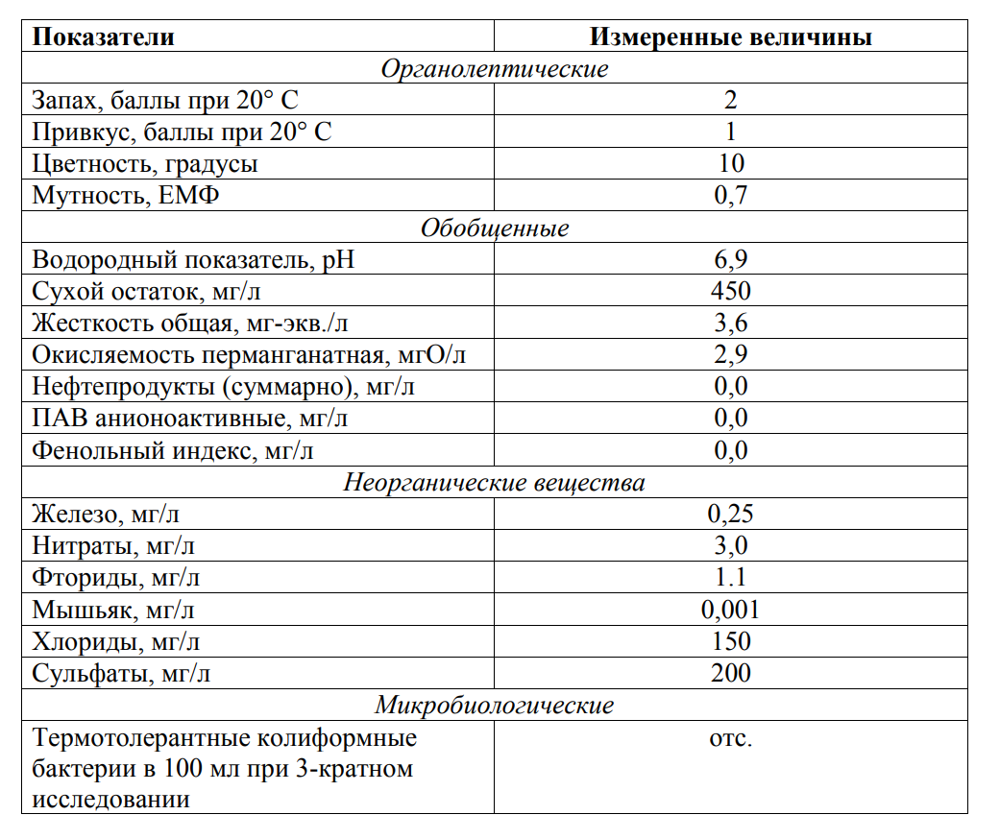 Показатели Измеренные величины
Органолептические
Запах, баллы при 20° С 2
Привкус, баллы при 20° С 1
Цветность, градусы 10
Мутность, ЕМФ 0,7
Обобщенные
Водородный показатель, рН 6,9
Сухой остаток, мг/л 450
Жесткость общая, мг-экв./л 3,6
Окисляемость перманганатная, мгО/л 2,9
Нефтепродукты (суммарно), мг/л 0,0
ПАВ анионоактивные, мг/л 0,0
Фенольный индекс, мг/л 0,0
Неорганические вещества
Железо, мг/л 0,25
Нитраты, мг/л 3,0
Фториды, мг/л 1.1
Мышьяк, мг/л 0,001
Хлориды, мг/л 150
Сульфаты, мг/л 200
Микробиологические
Термотолерантные колиформные отс.
бактерии в 100 мл при 3-кратном
исследовании